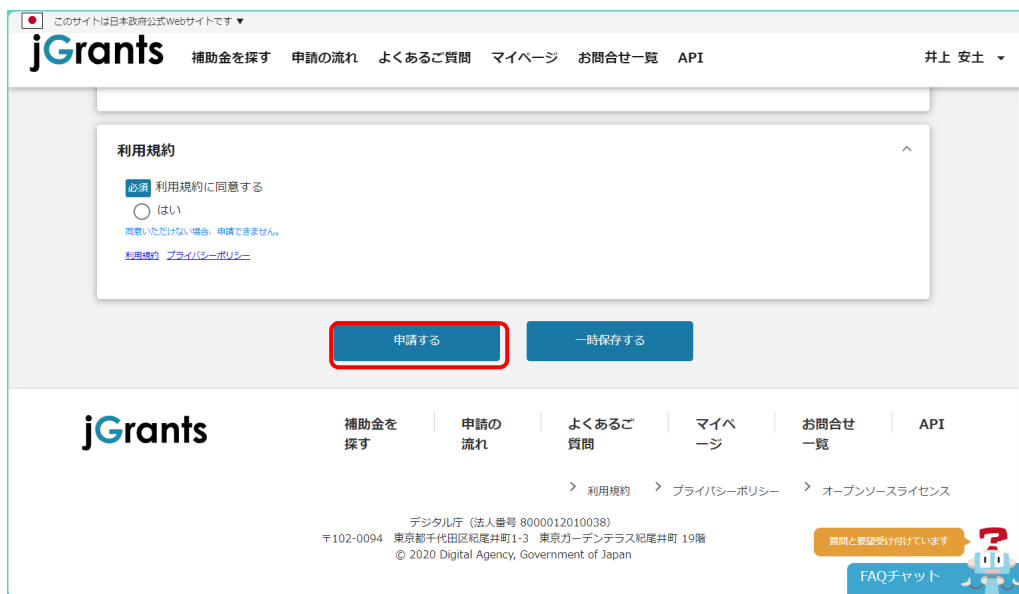 このサイトは日本政府公式Webサイトです ▼
jGrants 補助金を探す 申請の流れ よくあるご質問 マイページ お問合せ一覧 API 井上 安土
利用規約
必須 利用規約に同意する
はい
同意いただけない場合、申請できません。
利用規約 プライバシーポリシー
申請する 一時保存する
jGrants
補助金を探す
申請の流れ
よくあるご質問
マイページ
お問合せ一覧
API
利用規約 プライバシーポリシー オープンソースライセンス
デジタル庁（法人番号 8000012010038）
〒102-0094 東京都千代田区紀尾井町1-3 東京ガーデンテラス紀尾井町 19階
© 2020 Digital Agency, Government of Japan
質問と要望受け付けています
FAQチャット